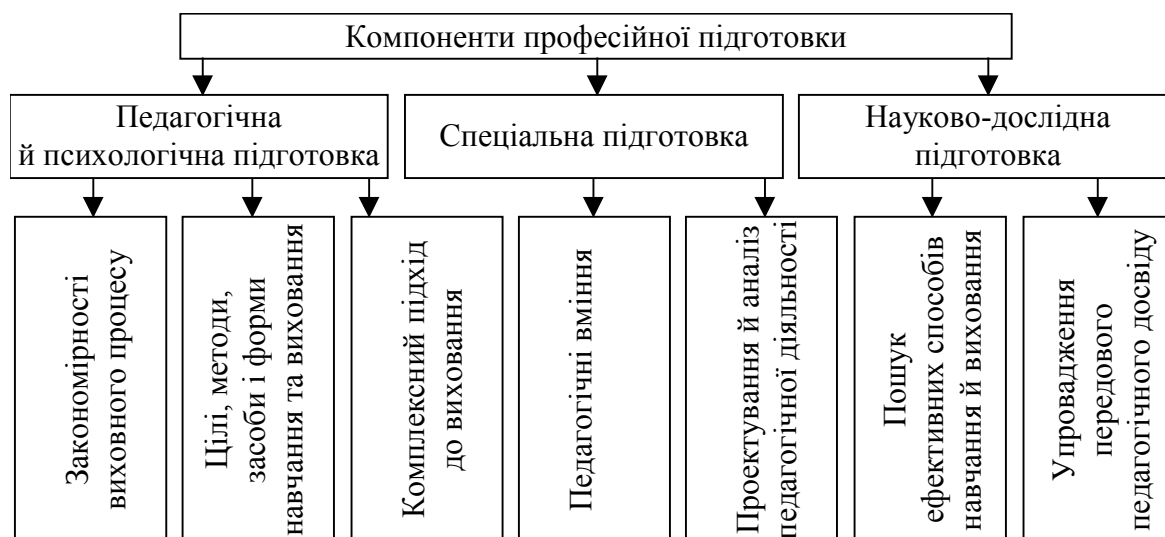 Компоненти професійної підготовки
Педагогічна
й психологічна підготовка
Спеціальна підготовка
Науково-дослідна
підготовка
Закономірності
виховного процесу
Цілі, методи,
засоби і форми
навчання та виховання
Комплексний підхід
до виховання
Педагогічні вміння
Проектування й аналіз
педагогічної діяльності
Пошук
ефективних способів
навчання й виховання
Упровадження
передового
педагогічного досвіду